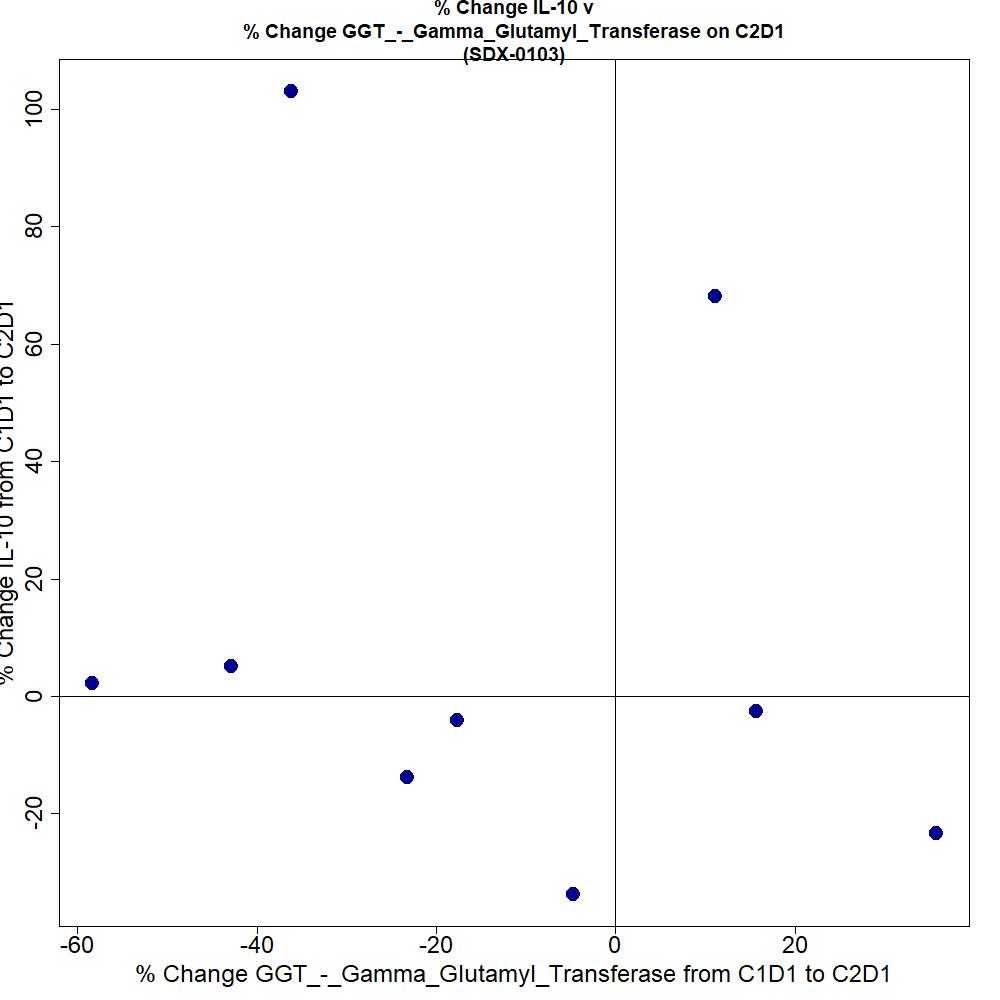 % Change IL-10 v
% Change GGT_-_Gamma_Glutamyl_Transferase on C2D1
(SDX-0103)
% Change IL-10 from C1D1 to C2D1
100
80
60
40
20
0
-20
-60
-40
-20
0
20
% Change GGT_-_Gamma_Glutamyl_Transferase from C1D1 to C2D1